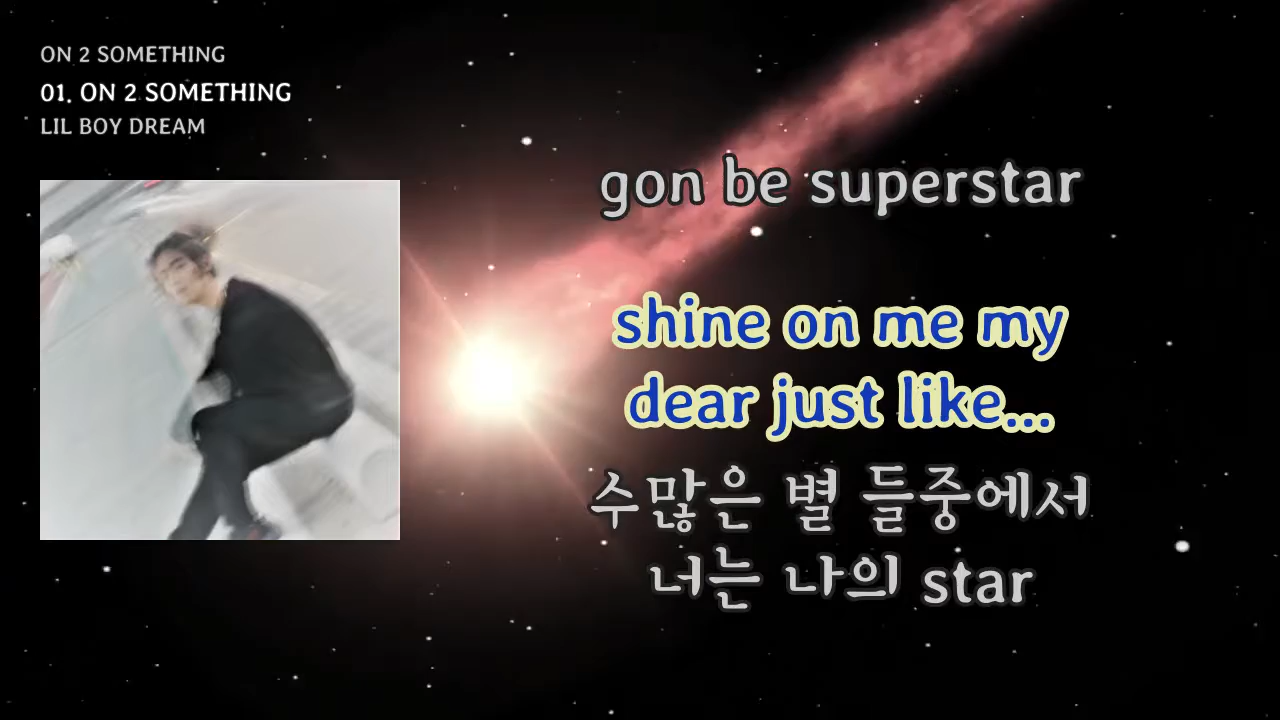 ON 2 SOMETHING
01. ON 2 SOMETHING
LIL BOY DREAM
gon be superstar
shine on me my
dear just like...
수많은 별 들중에서
너는 나의 star